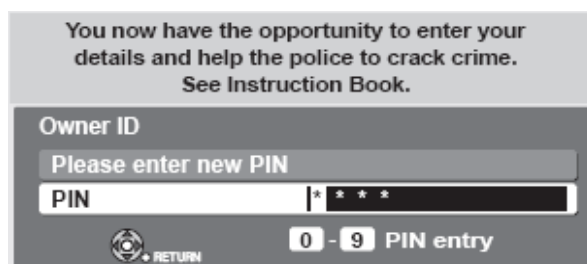 You now have the opportunity to enter your
details and help the police to crack crime.
See Instruction Book.
Owner ID
Please enter new PIN
PIN * * * *
RETURN 0 - 9 PIN entry